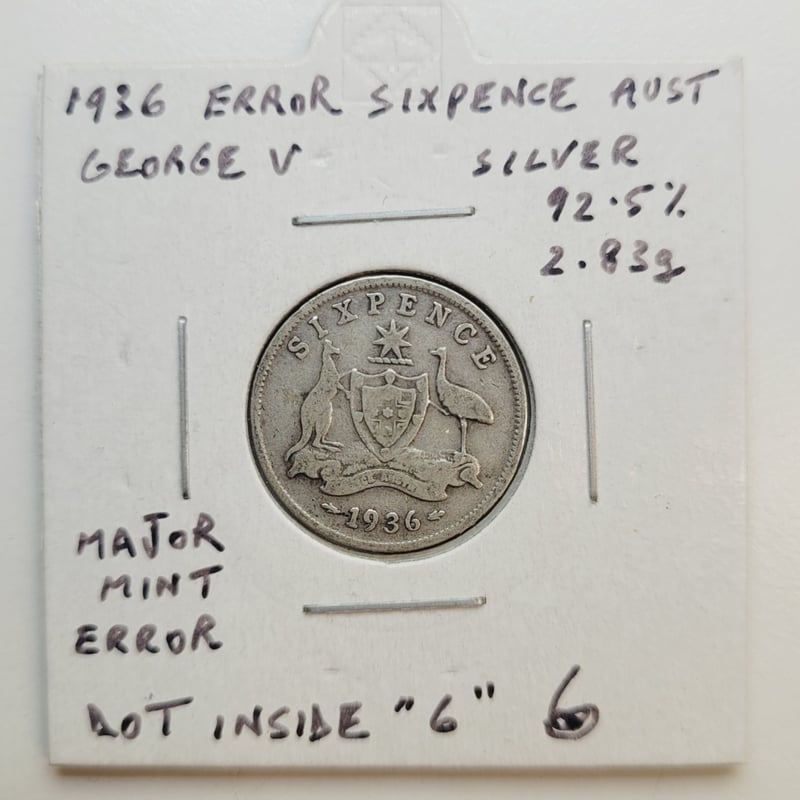 1936 ERROR SIXPENCE AUST
GEORGE V SILVER
92.5%
2.83g
SIXPENCE
1936
MAJOR
MINT
ERROR
DOT INSIDE "6" 6